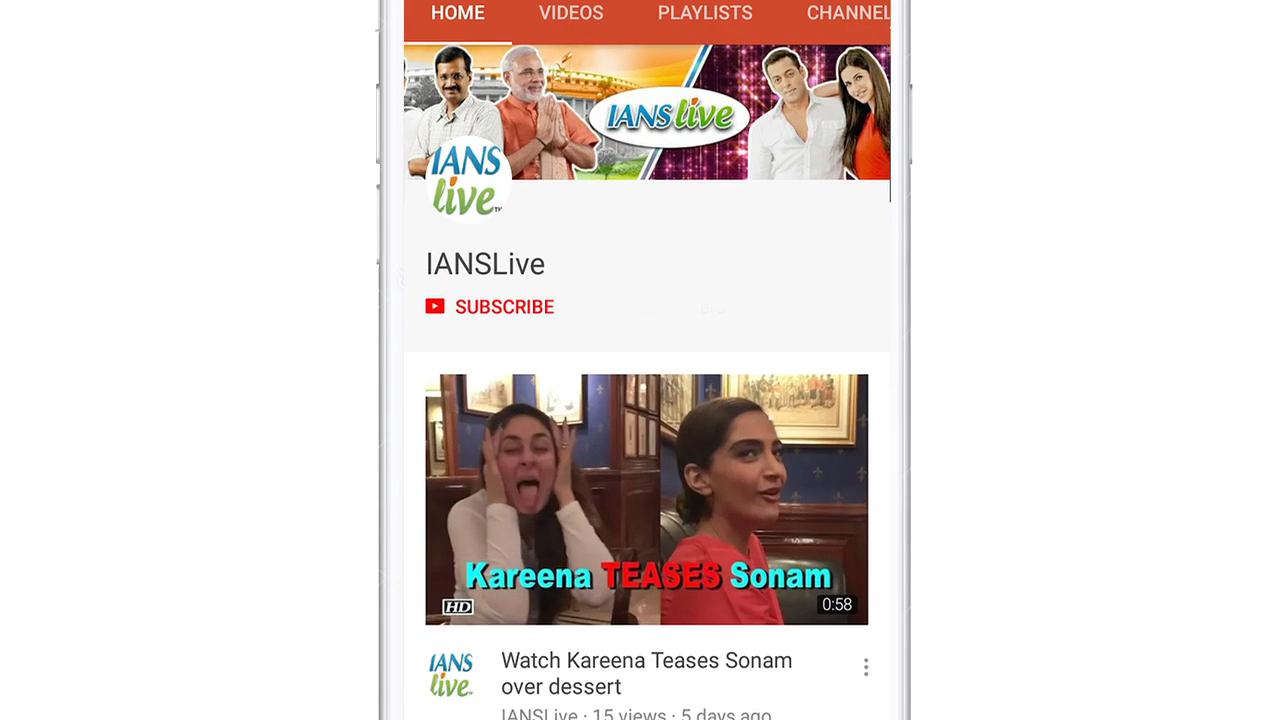 HOME VIDEOS PLAYLISTS CHANNEL
IANS live
IANS
live TM
IANSLive
SUBSCRIBE
Kareena TEASES Sonam
HD
0:58
IANS
live
Watch Kareena Teases Sonam
over dessert
IANSLive · 15 views · 5 days ago